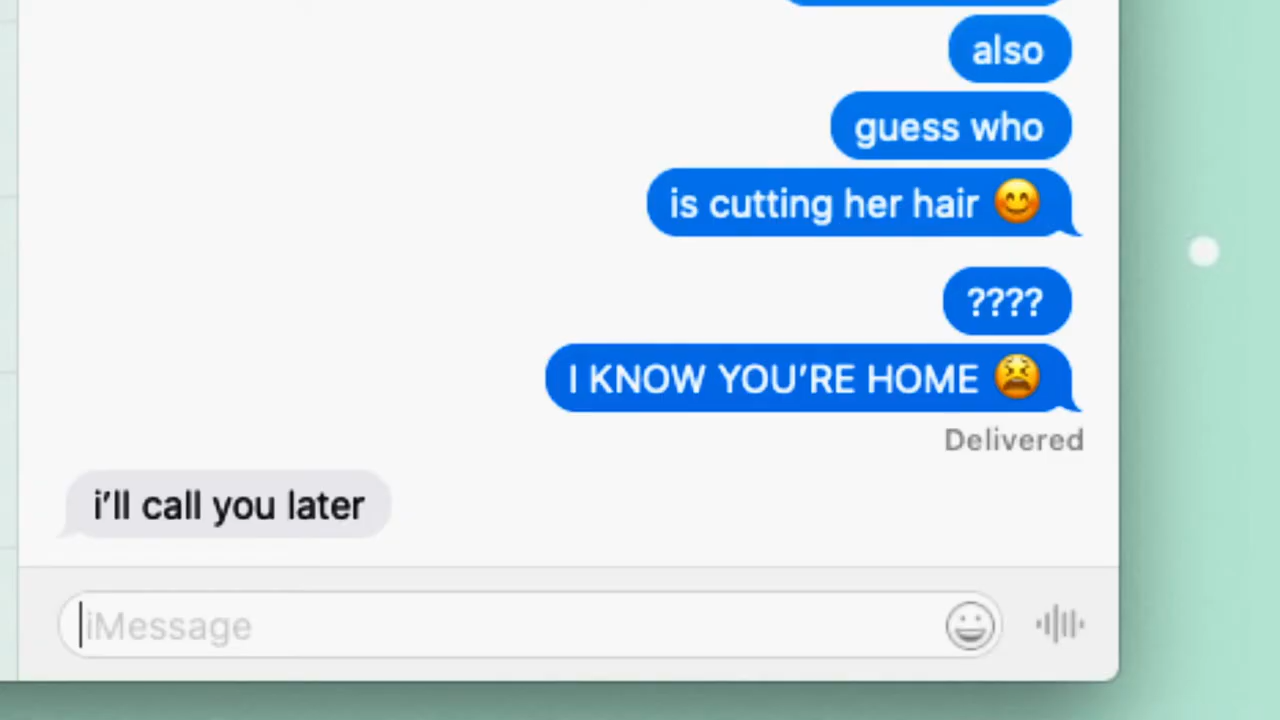 also
guess who
is cutting her hair 😊
????
I KNOW YOU’RE HOME 😫
Delivered
i’ll call you later
iMessage